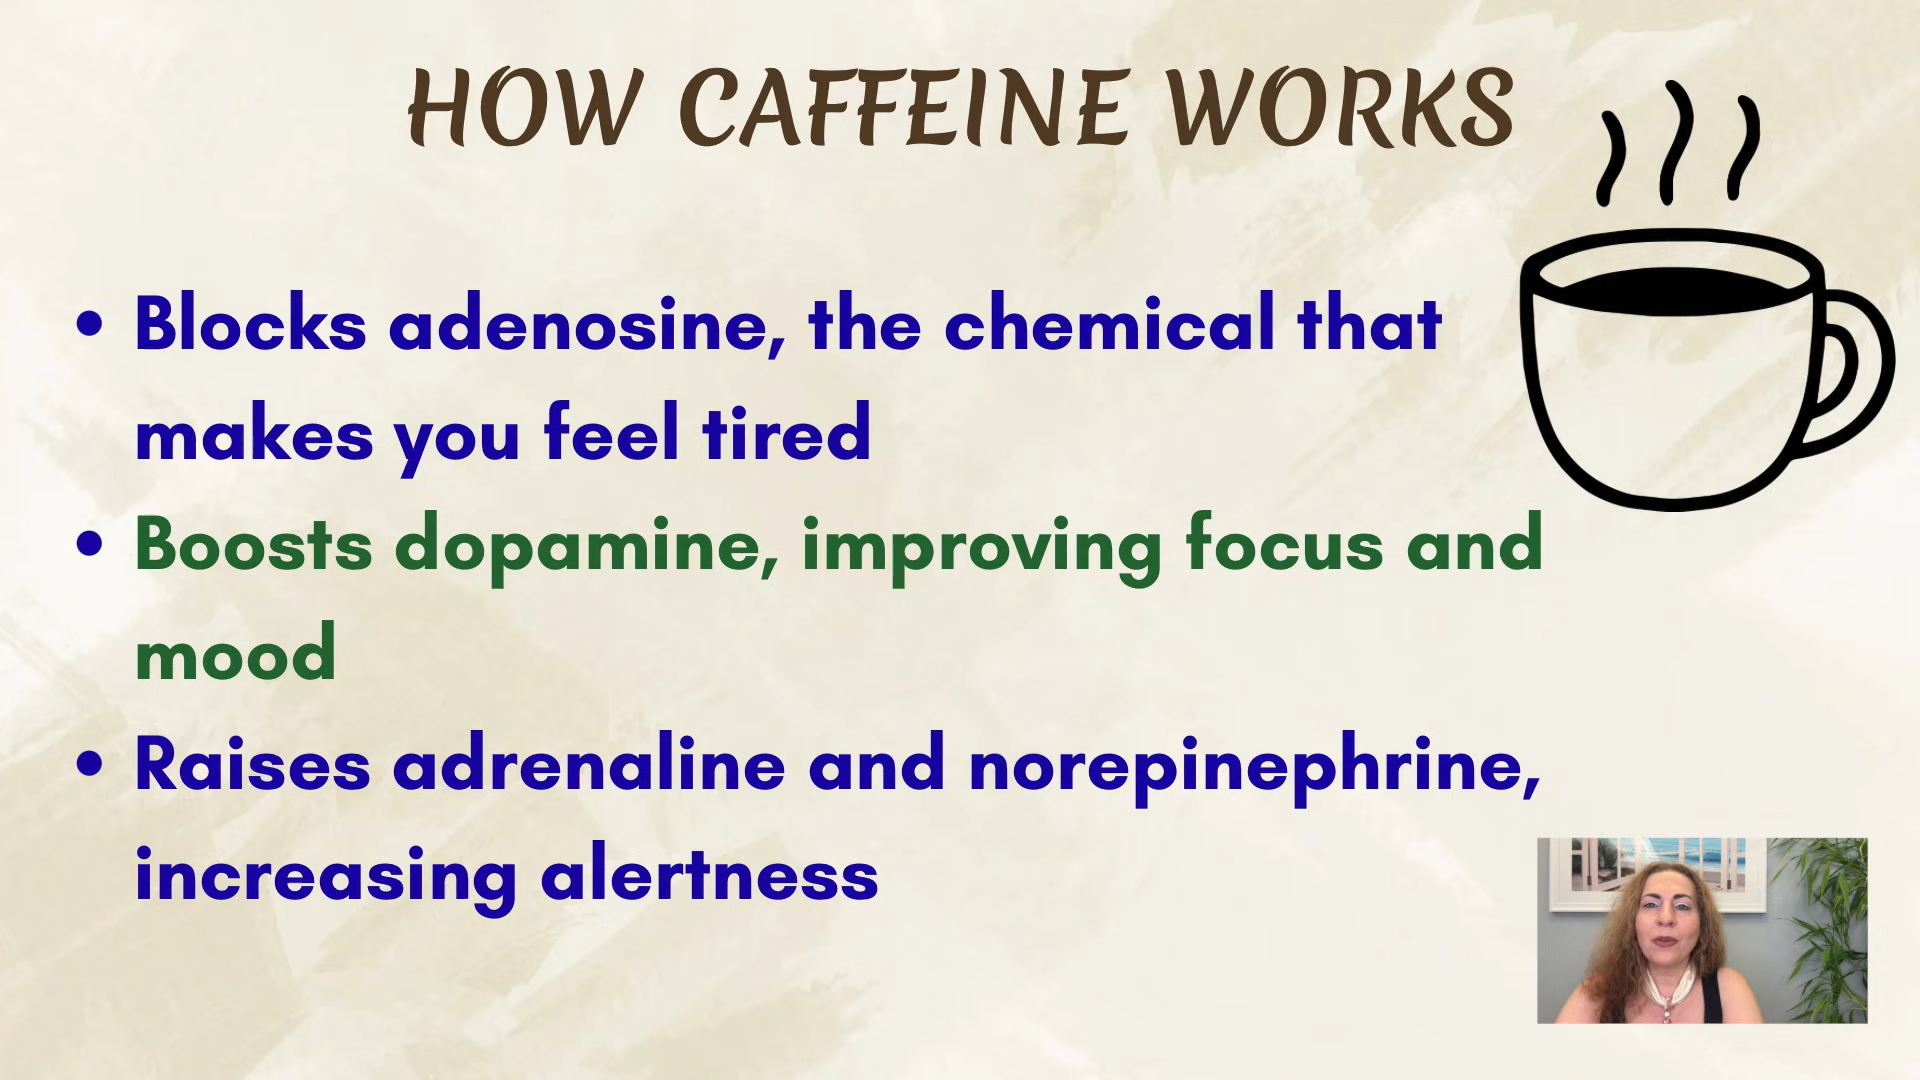 HOW CAFFEINE WORKS
• Blocks adenosine, the chemical that
makes you feel tired
• Boosts dopamine, improving focus and
mood
• Raises adrenaline and norepinephrine,
increasing alertness